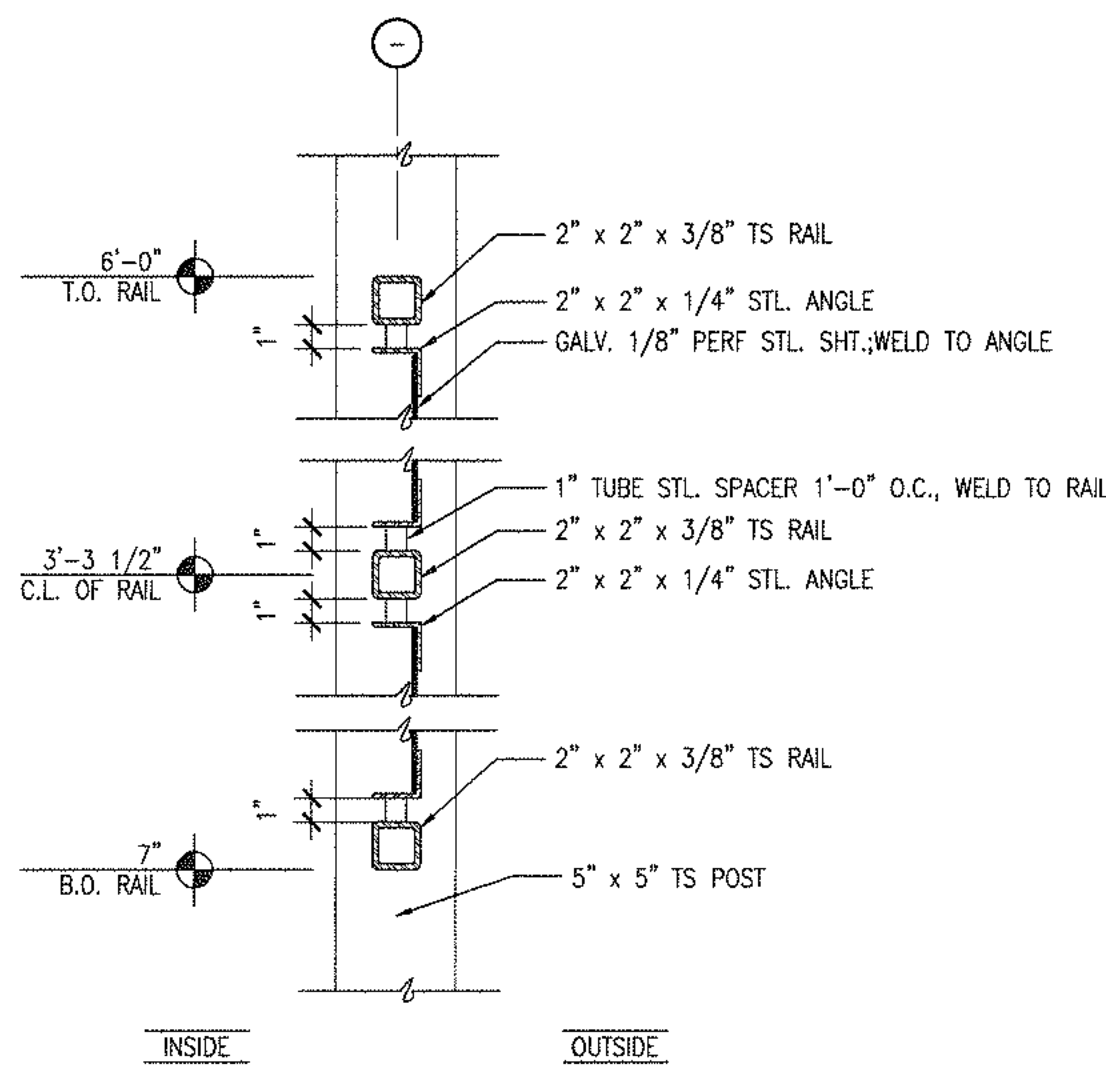 2" x 2" x 3/8" TS RAIL
6'-0"
T.O. RAIL
2" x 2" x 1/4" STL. ANGLE
1"
GALV. 1/8" PERF STL. SHT.;WELD TO ANGLE
1" TUBE STL. SPACER 1'-0" O.C., WELD TO RAIL
1"
2" x 2" x 3/8" TS RAIL
3'-3 1/2"
C.L. OF RAIL
2" x 2" x 1/4" STL. ANGLE
1"
2" x 2" x 3/8" TS RAIL
1"
7"
B.O. RAIL
5" x 5" TS POST
INSIDE
OUTSIDE